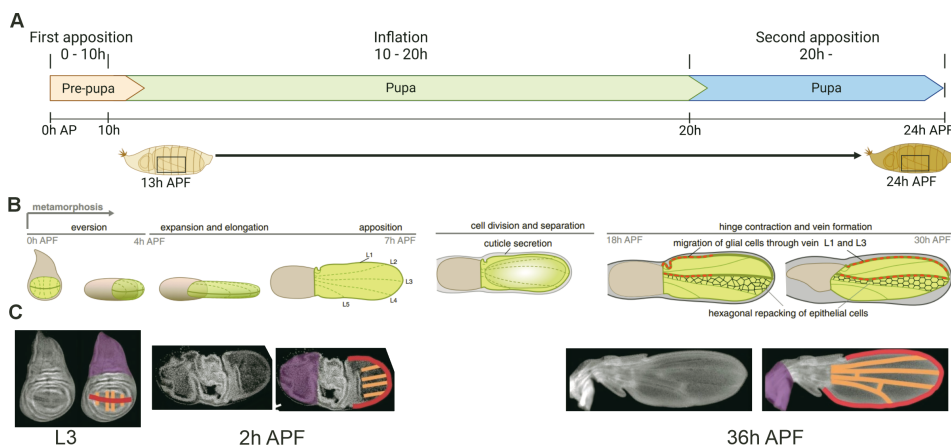 A
First apposition
0 - 10h
Inflation
10 - 20h
Second apposition
20h -
Pre-pupa
Pupa
Pupa
0h AP
10h
20h
24h APF
13h APF
24h APF
B
metamorphosis
eversion
expansion and elongation
apposition
cell division and separation
hinge contraction and vein formation
0h APF
4h APF
7h APF
cuticle secretion
18h APF
migration of glial cells through vein L1 and L3
30h APF
L1
L2
L3
L4
L5
hexagonal repacking of epithelial cells
C
L3
2h APF
36h APF